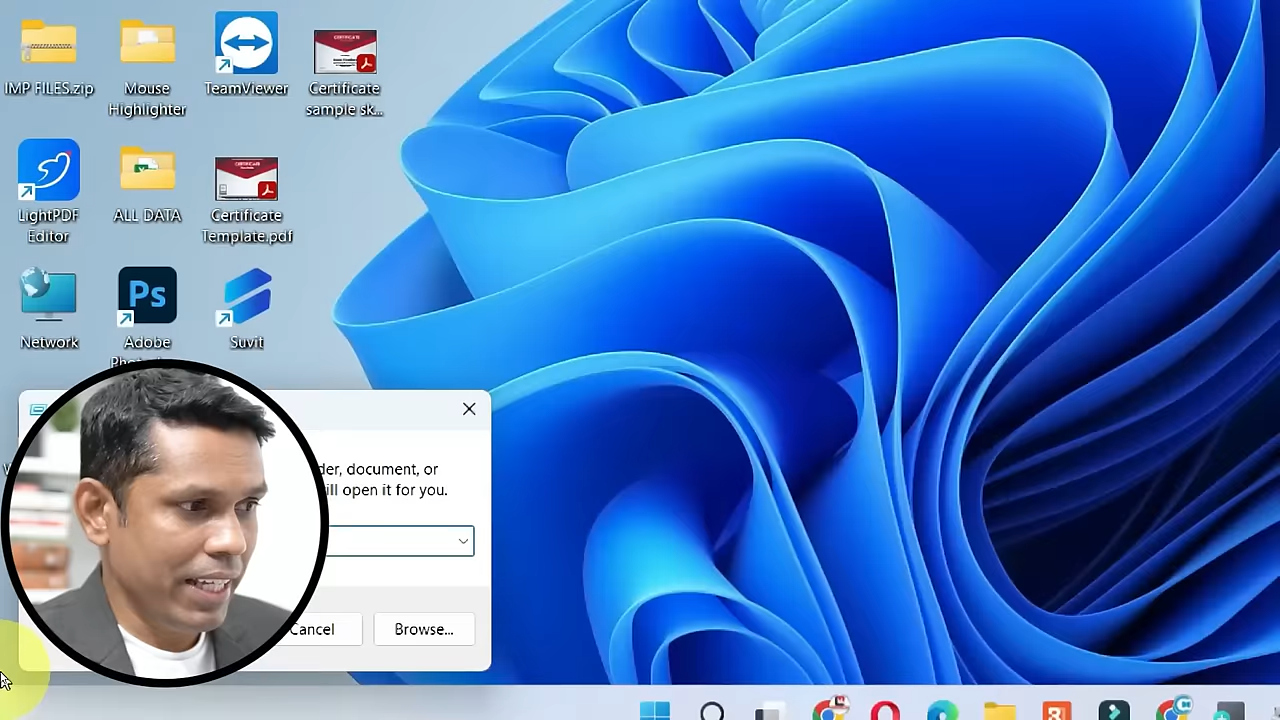 IMP FILES.zip
Mouse
Highlighter
TeamViewer
Certificate
sample sk...
LightPDF
Editor
ALL DATA
Certificate
Template.pdf
Network
Ps
Adobe
Suvit
der, document, or
ill open it for you.
Cancel
Browse...